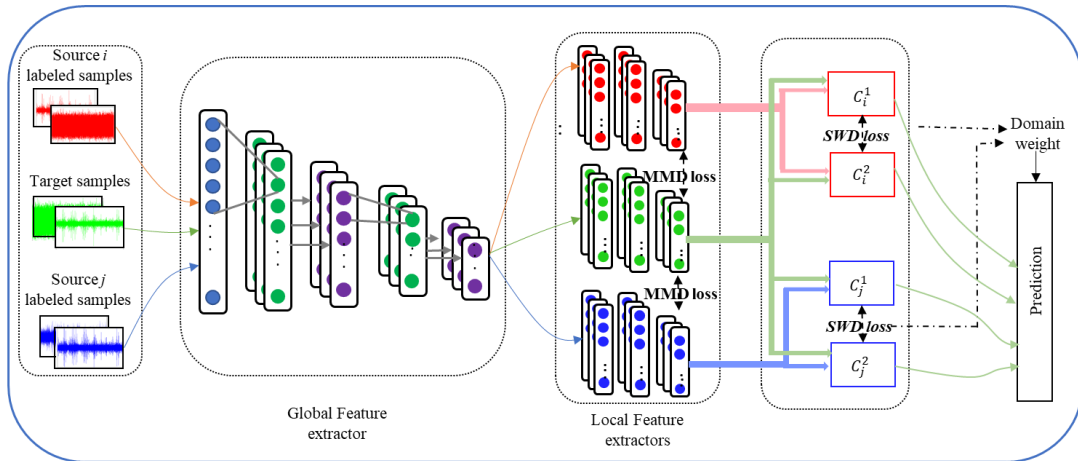 Source i
labeled samples
Target samples
Source j
labeled samples
Global Feature
extractor
MMD loss
MMD loss
Local Feature
extractors
C_i^1
SWD loss
C_i^2
C_j^1
SWD loss
C_j^2
Domain
weight
Prediction